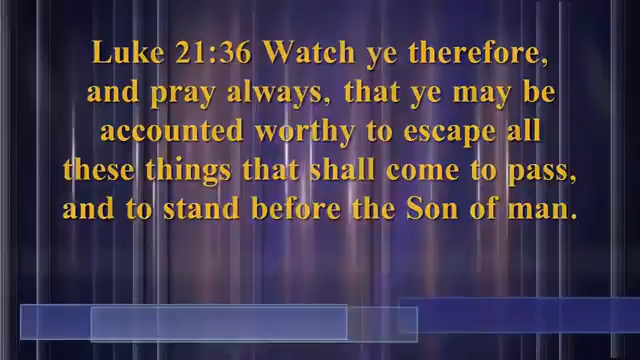 Luke 21:36 Watch ye therefore,
and pray always, that ye may be
accounted worthy to escape all
these things that shall come to pass,
and to stand before the Son of man.